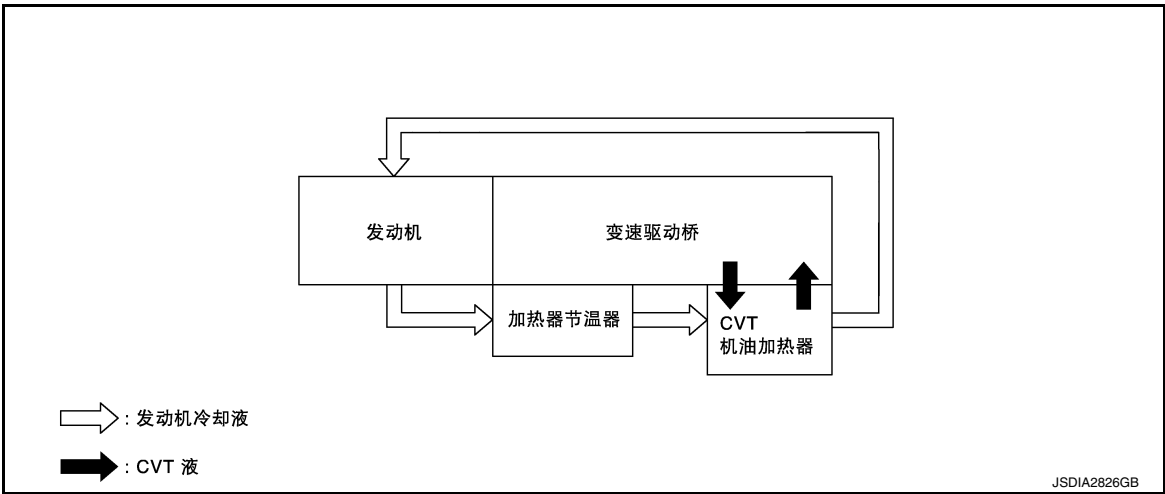 发动机
变速驱动桥
加热器节温器
CVT
机油加热器
: 发动机冷却液
: CVT 液
JSDIA2826GB